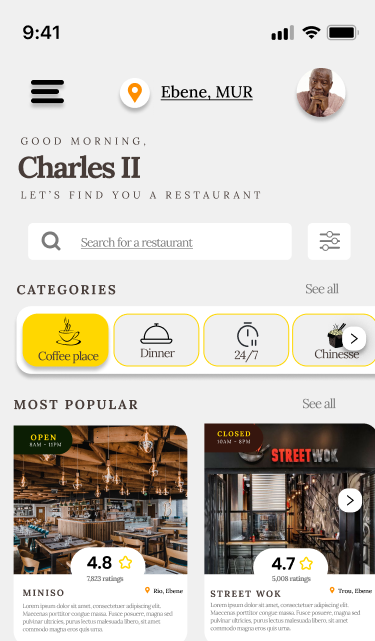 9:41
Ebene, MUR
GOOD MORNING,
Charles II
LET'S FIND YOU A RESTAURANT
Search for a restaurant
CATEGORIES
See all
Coffee place
Dinner
24/7
Chinesse
MOST POPULAR
See all
OPEN
8AM - 11PM
4.8
7,823 ratings
Rio, Ebene
MINISO
Lorem ipsum dolor sit amet, consectetur adipiscing elit.
Maecenas porttitor congue massa. Fusce posuere, magna sed
pulvinar ultricies, purus lectus malesuada libero, sit amet
commodo magna eros quis urna.
CLOSED
10AM - 8PM
STREETWOK
4.7
5,008 ratings
Trou, Ebene
STREET WOK
Lorem ipsum dolor sit amet, consectetur adipiscing elit.
Maecenas porttitor congue massa. Fusce posuere, magna sed
pulvinar ultricies, purus lectus malesuada libero, sit amet
commodo magna eros quis urna.